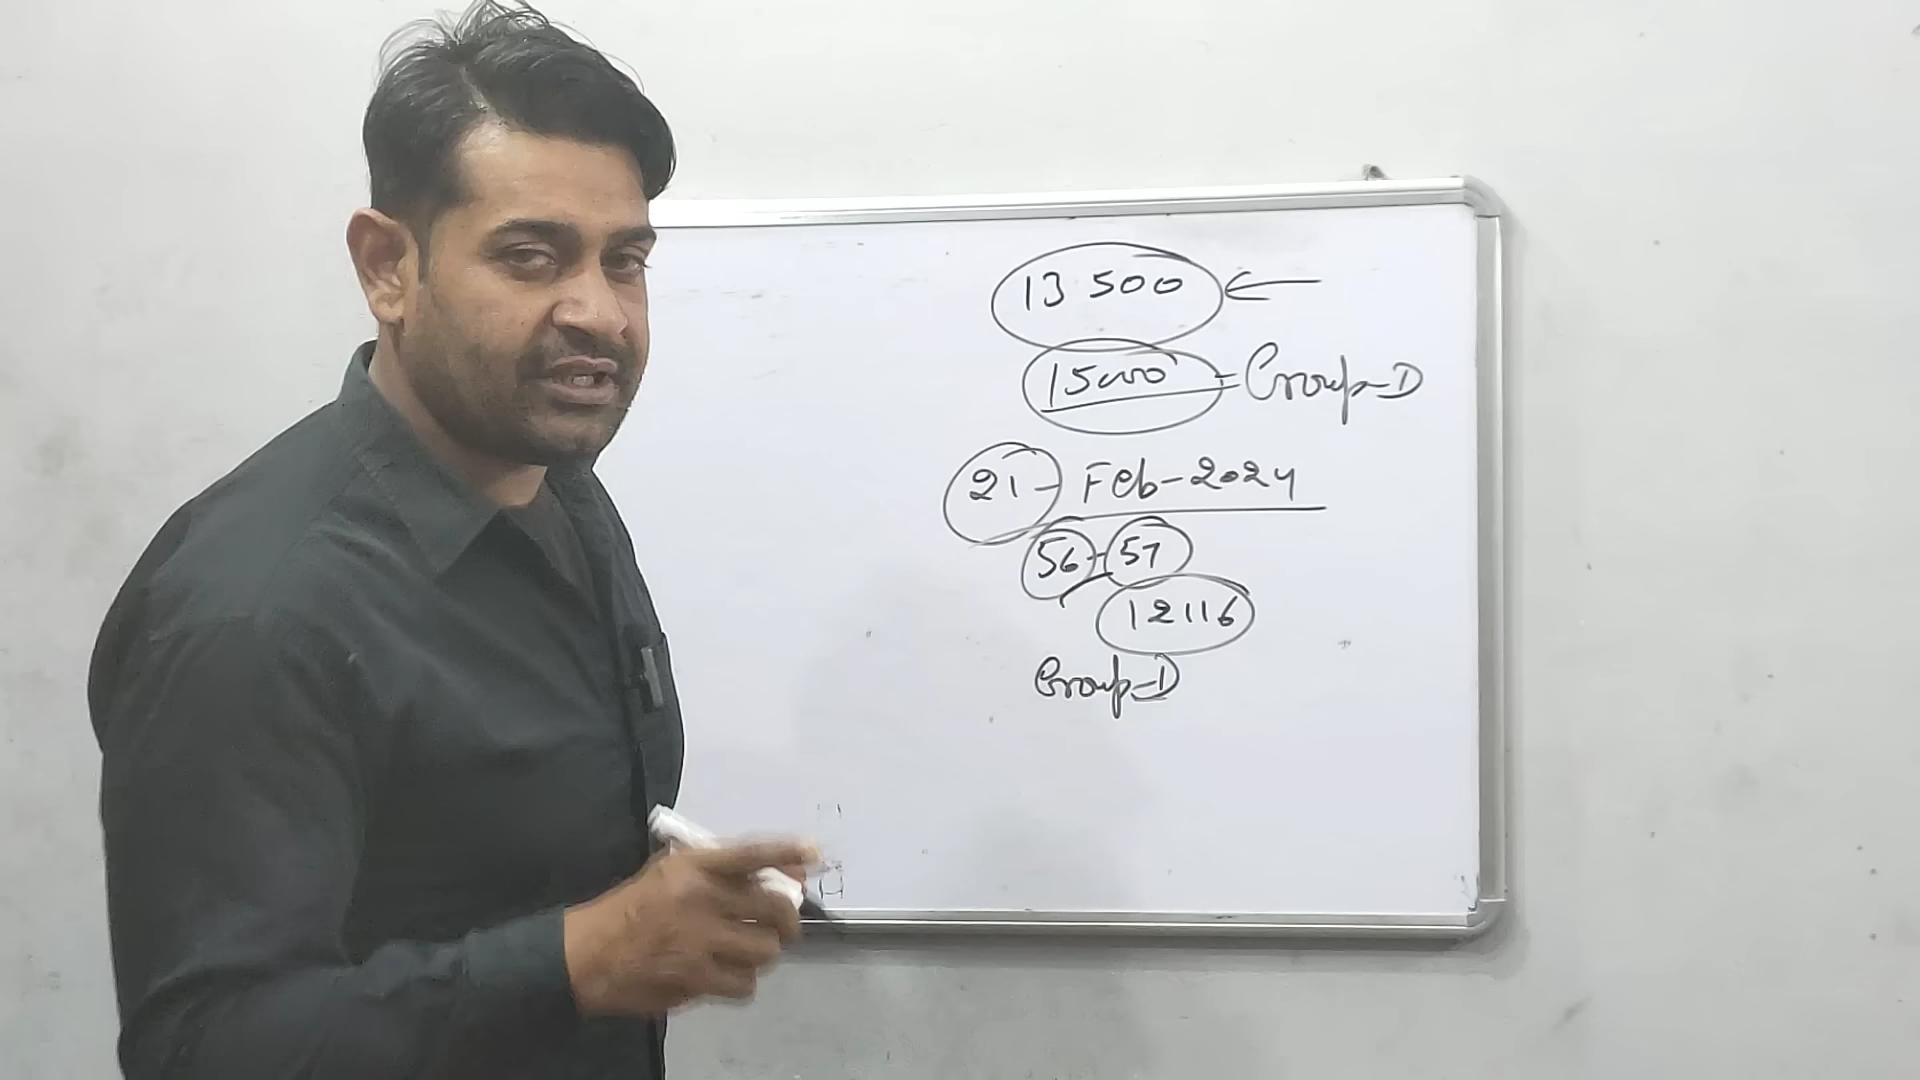 13500 ←
15000 - Group-D
21 - Feb-2024
56 - 57
12116
Group-D